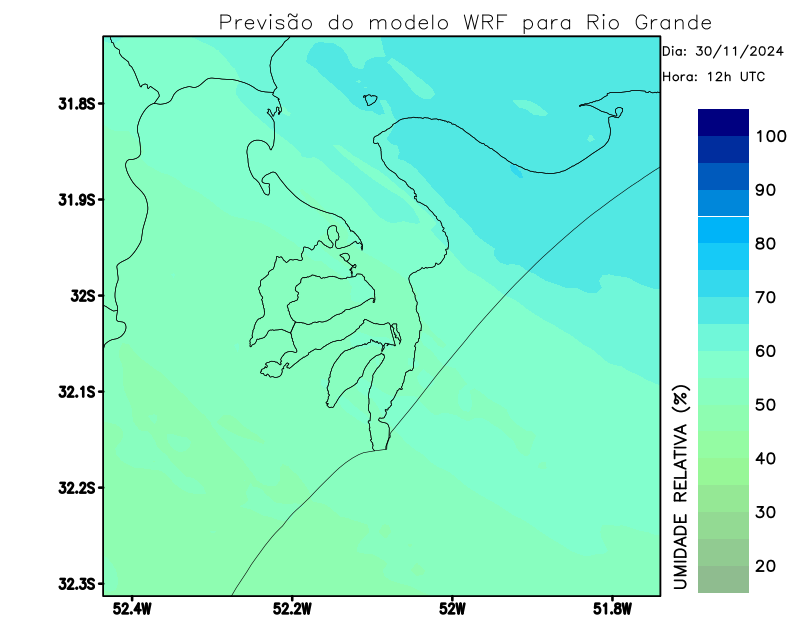 Previsão do modelo WRF para Rio Grande
Dia: 30/11/2024
Hora: 12h UTC
31.8S
31.9S
32S
32.1S
32.2S
32.3S
52.4W
52.2W
52W
51.8W
100
90
80
70
60
50
40
30
20
UMIDADE RELATIVA (%)